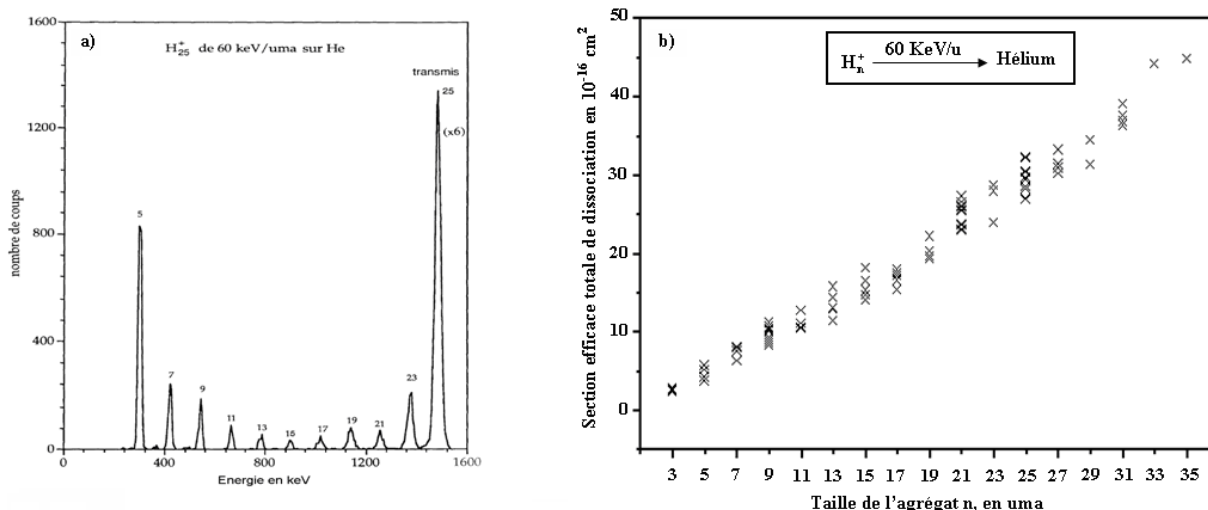 a)
H₂₅⁺ de 60 keV/uma sur He
transmis
25
(x6)
5
7
9
11
13
15
17
19
21
23
nombre de coups
1600
1200
800
400
0
0 400 800 1200 1600
Energie en keV
b)
Hₙ⁺ 60 KeV/u Hélium
Section efficace totale de dissociation en 10⁻¹⁶ cm²
50
40
30
20
10
0
3 5 7 9 11 13 15 17 19 21 23 25 27 29 31 33 35
Taille de l'agrégat n, en uma